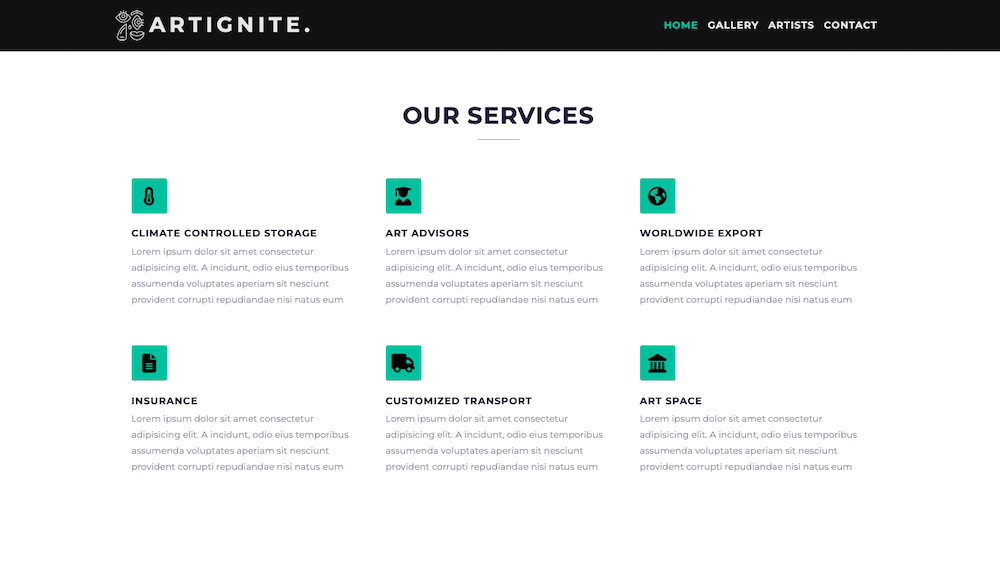 ARTIGNITE.
HOME GALLERY ARTISTS CONTACT
OUR SERVICES
CLIMATE CONTROLLED STORAGE
Lorem ipsum dolor sit amet consectetur
adipisicing elit. A incidunt, odio eius temporibus
assumenda voluptates aperiam sit nesciunt
provident corrupti repudiandae nisi natus eum
ART ADVISORS
Lorem ipsum dolor sit amet consectetur
adipisicing elit. A incidunt, odio eius temporibus
assumenda voluptates aperiam sit nesciunt
provident corrupti repudiandae nisi natus eum
WORLDWIDE EXPORT
Lorem ipsum dolor sit amet consectetur
adipisicing elit. A incidunt, odio eius temporibus
assumenda voluptates aperiam sit nesciunt
provident corrupti repudiandae nisi natus eum
INSURANCE
Lorem ipsum dolor sit amet consectetur
adipisicing elit. A incidunt, odio eius temporibus
assumenda voluptates aperiam sit nesciunt
provident corrupti repudiandae nisi natus eum
CUSTOMIZED TRANSPORT
Lorem ipsum dolor sit amet consectetur
adipisicing elit. A incidunt, odio eius temporibus
assumenda voluptates aperiam sit nesciunt
provident corrupti repudiandae nisi natus eum
ART SPACE
Lorem ipsum dolor sit amet consectetur
adipisicing elit. A incidunt, odio eius temporibus
assumenda voluptates aperiam sit nesciunt
provident corrupti repudiandae nisi natus eum